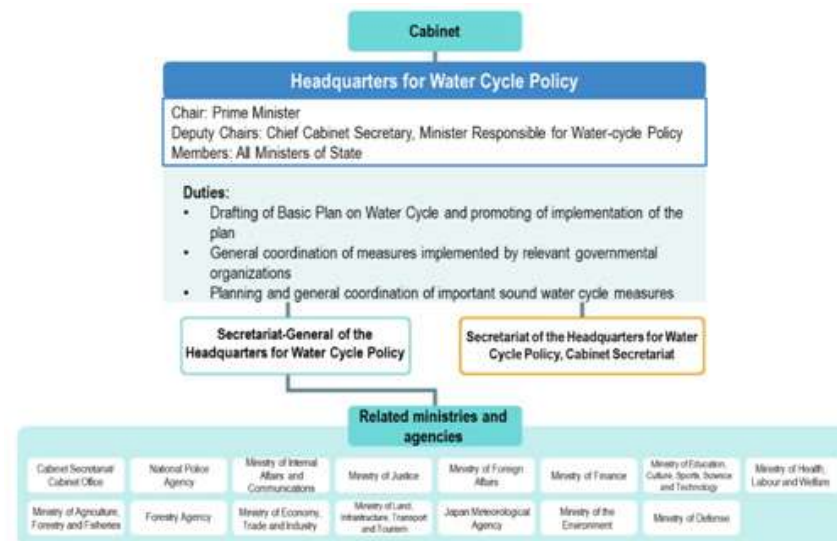 Cabinet
Headquarters for Water Cycle Policy
Chair: Prime Minister
Deputy Chairs: Chief Cabinet Secretary, Minister Responsible for Water-cycle Policy
Members: All Ministers of State
Duties:
• Drafting of Basic Plan on Water Cycle and promoting of implementation of the
plan
• General coordination of measures implemented by relevant governmental
organizations
• Planning and general coordination of important sound water cycle measures
Secretariat-General of the
Headquarters for Water Cycle Policy
Secretariat of the Headquarters for Water
Cycle Policy, Cabinet Secretariat
Related ministries and
agencies
Cabinet Secretariat/
Cabinet Office
National Police
Agency
Ministry of Internal
Affairs and
Communications
Ministry of Justice
Ministry of Foreign
Affairs
Ministry of Finance
Ministry of Education,
Culture, Sports, Science
and Technology
Ministry of Health,
Labour and Welfare
Ministry of Agriculture,
Forestry and Fisheries
Forestry Agency
Ministry of Economy,
Trade and Industry
Ministry of Land,
Infrastructure, Transport
and Tourism
Japan Meteorological
Agency
Ministry of the
Environment
Ministry of Defense